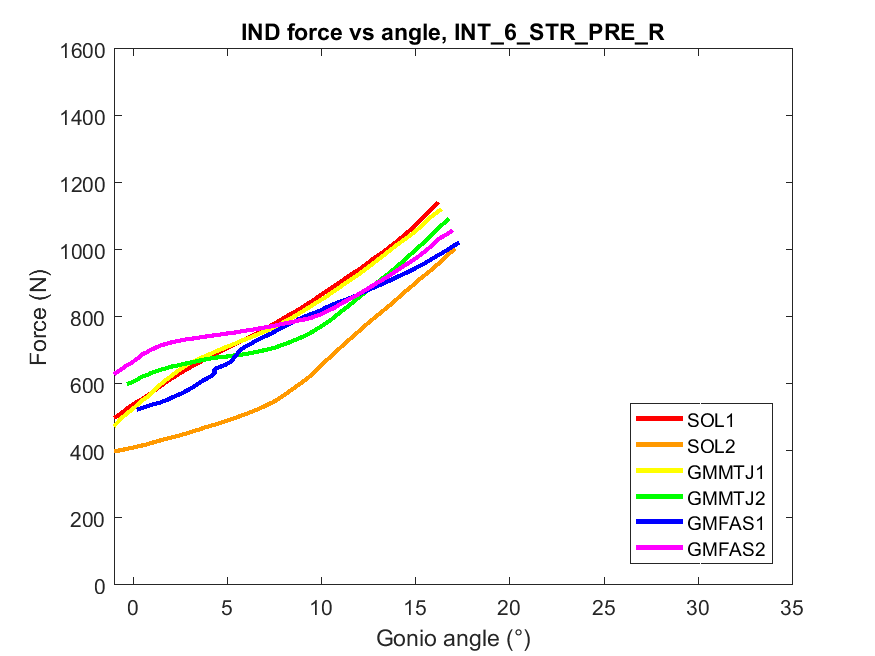 IND force vs angle, INT_6_STR_PRE_R
1600
1400
1200
1000
800
600
400
200
0
Force (N)
0 5 10 15 20 25 30 35
Gonio angle (°)
SOL1
SOL2
GMMTJ1
GMMTJ2
GMFAS1
GMFAS2